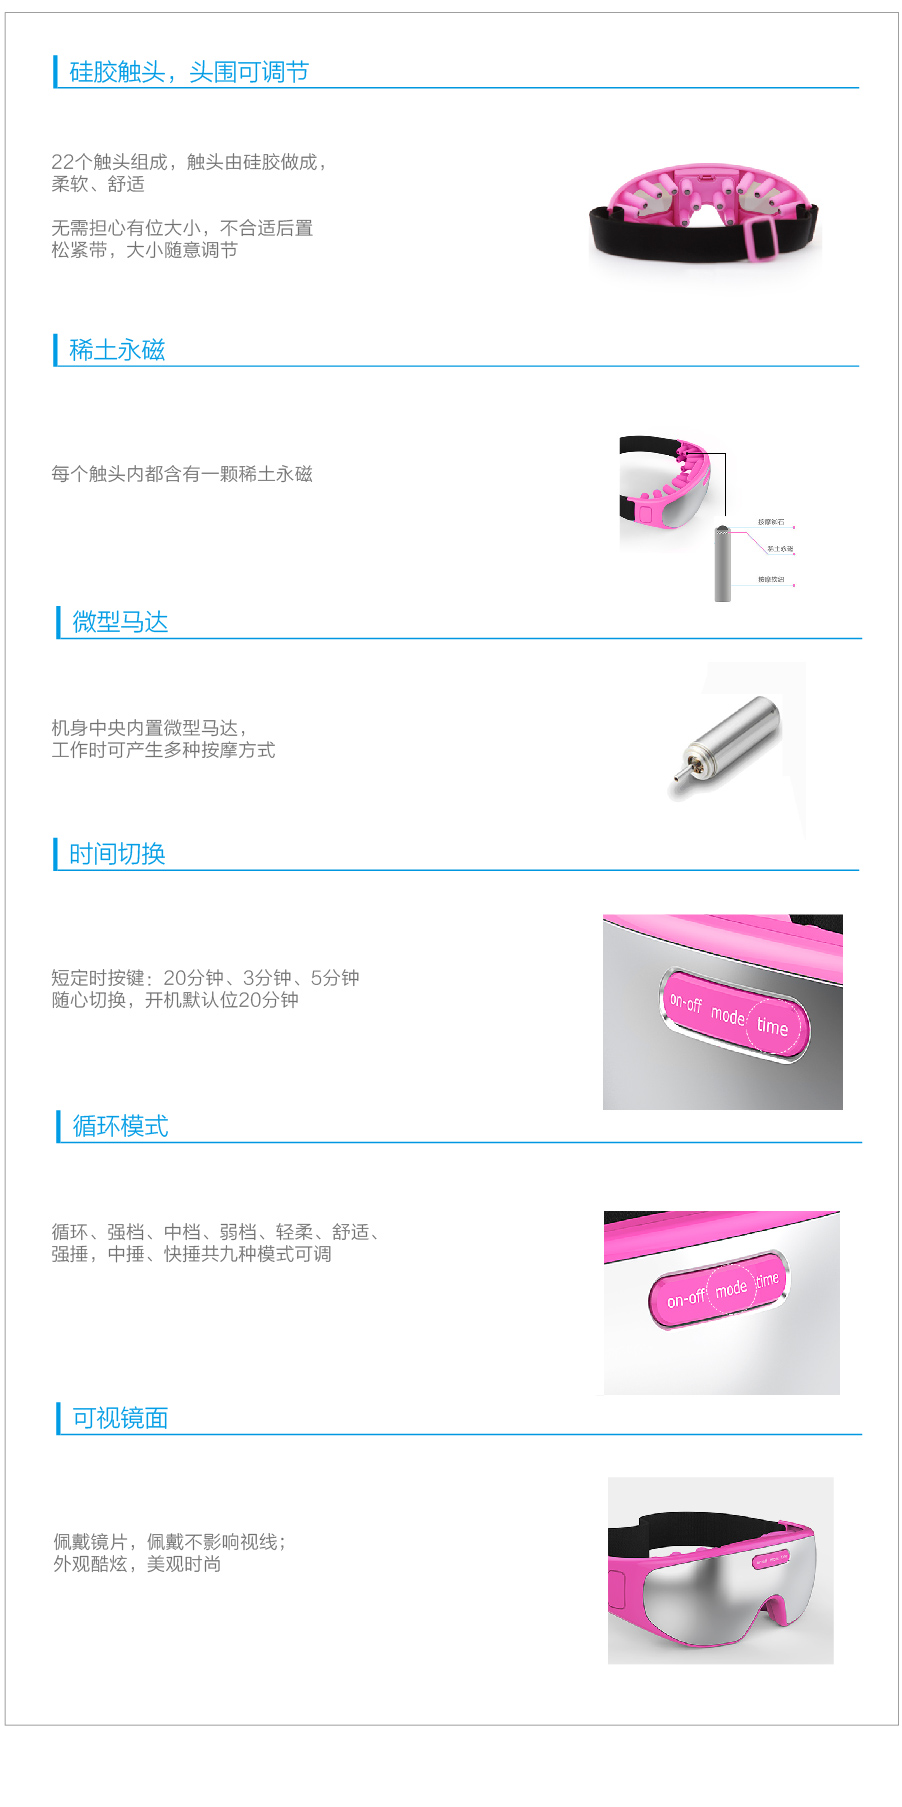 硅胶触头，头围可调节
22个触头组成，触头由硅胶做成，
柔软、舒适
无需担心有位大小，不合适后置
松紧带，大小随意调节
稀土永磁
每个触头内都含有一颗稀土永磁
稀土永磁
微型马达
机身中央内置微型马达，
工作时可产生多种按摩方式
时间切换
短定时按键：20分钟、3分钟、5分钟
随心切换，开机默认位20分钟
on-off mode time
循环模式
循环、强档、中档、弱档、轻柔、舒适、
强捶，中捶、快捶共九种模式可调
on-off mode time
可视镜面
佩戴镜片，佩戴不影响视线；
外观酷炫，美观时尚
on-off mode time